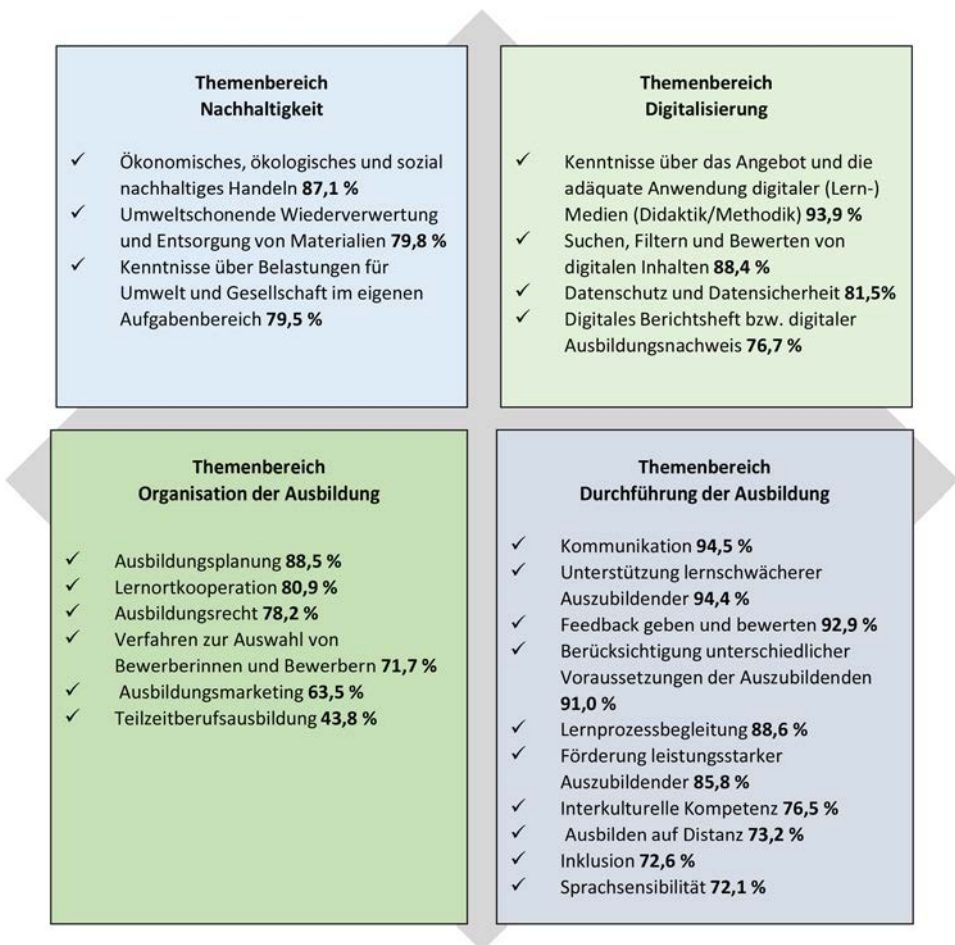 Themenbereich
Nachhaltigkeit
✓ Ökonomisches, ökologisches und sozial
nachhaltiges Handeln 87,1 %
✓ Umweltschonende Wiederverwertung
und Entsorgung von Materialien 79,8 %
✓ Kenntnisse über Belastungen für
Umwelt und Gesellschaft im eigenen
Aufgabenbereich 79,5 %
Themenbereich
Digitalisierung
✓ Kenntnisse über das Angebot und die
adäquate Anwendung digitaler (Lern-)
Medien (Didaktik/Methodik) 93,9 %
✓ Suchen, Filtern und Bewerten von
digitalen Inhalten 88,4 %
✓ Datenschutz und Datensicherheit 81,5%
✓ Digitales Berichtsheft bzw. digitaler
Ausbildungsnachweis 76,7 %
Themenbereich
Organisation der Ausbildung
✓ Ausbildungsplanung 88,5 %
✓ Lernortkooperation 80,9 %
✓ Ausbildungsrecht 78,2 %
✓ Verfahren zur Auswahl von
Bewerberinnen und Bewerbern 71,7 %
✓ Ausbildungsmarketing 63,5 %
✓ Teilzeitberufsausbildung 43,8 %
Themenbereich
Durchführung der Ausbildung
✓ Kommunikation 94,5 %
✓ Unterstützung lernschwächerer
Auszubildender 94,4 %
✓ Feedback geben und bewerten 92,9 %
✓ Berücksichtigung unterschiedlicher
Voraussetzungen der Auszubildenden
91,0 %
✓ Lernprozessbegleitung 88,6 %
✓ Förderung leistungsstarker
Auszubildender 85,8 %
✓ Interkulturelle Kompetenz 76,5 %
✓ Ausbilden auf Distanz 73,2 %
✓ Inklusion 72,6 %
✓ Sprachsensibilität 72,1 %